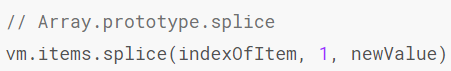 // Array.prototype.splice
vm.items.splice(indexOfItem, 1, newValue)